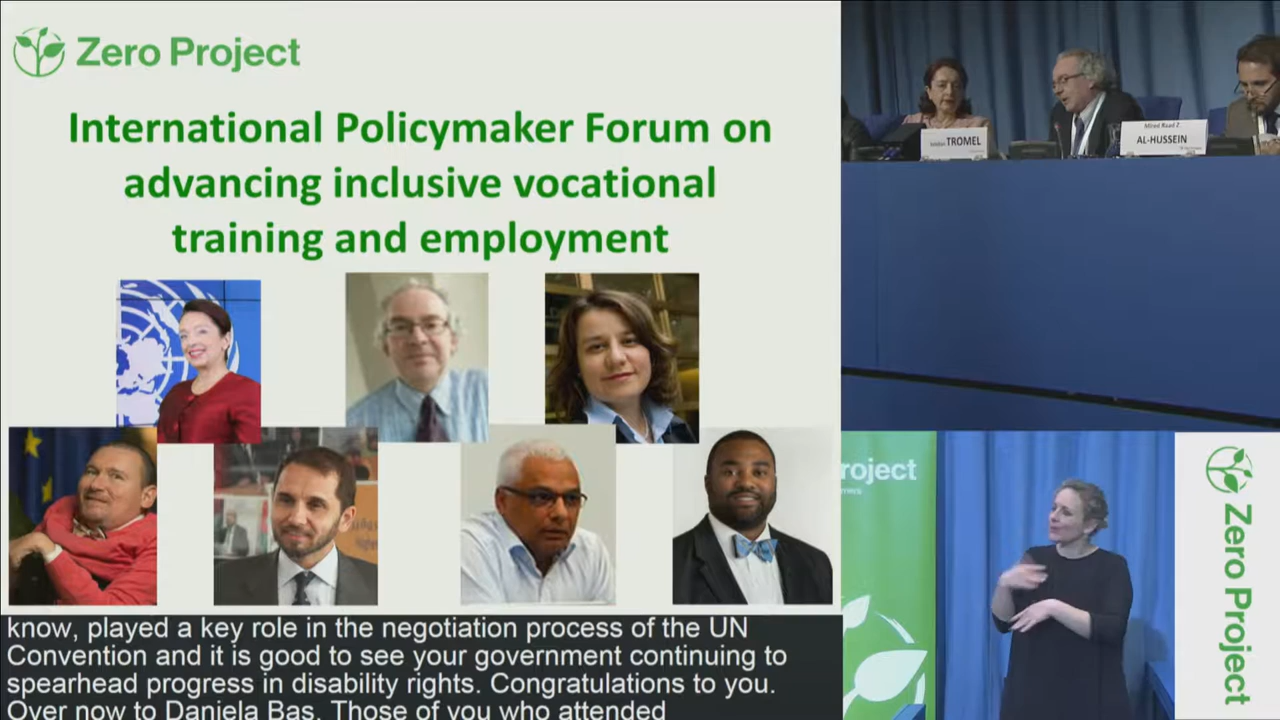 Zero Project
International Policymaker Forum on
advancing inclusive vocational
training and employment
TROMEL
Mired Raad Z
AL-HUSSEIN
know, played a key role in the negotiation process of the UN
Convention and it is good to see your government continuing to
spearhead progress in disability rights. Congratulations to you.
Over now to Daniela Bas. Those of you who attended
roject
Zero Project